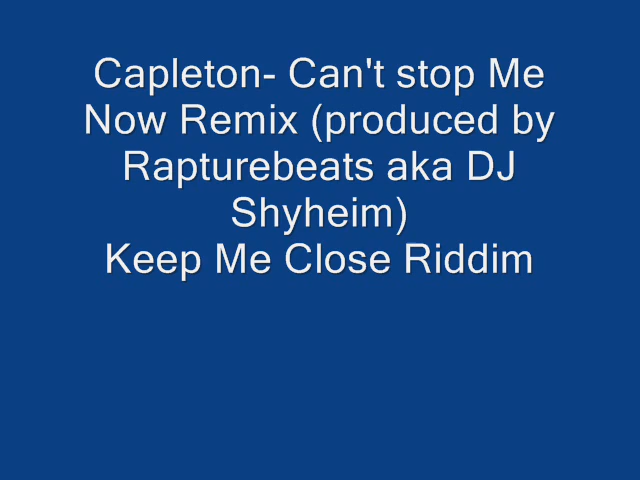 Capleton- Can't stop Me
Now Remix (produced by
Rapturebeats aka DJ
Shyheim)
Keep Me Close Riddim